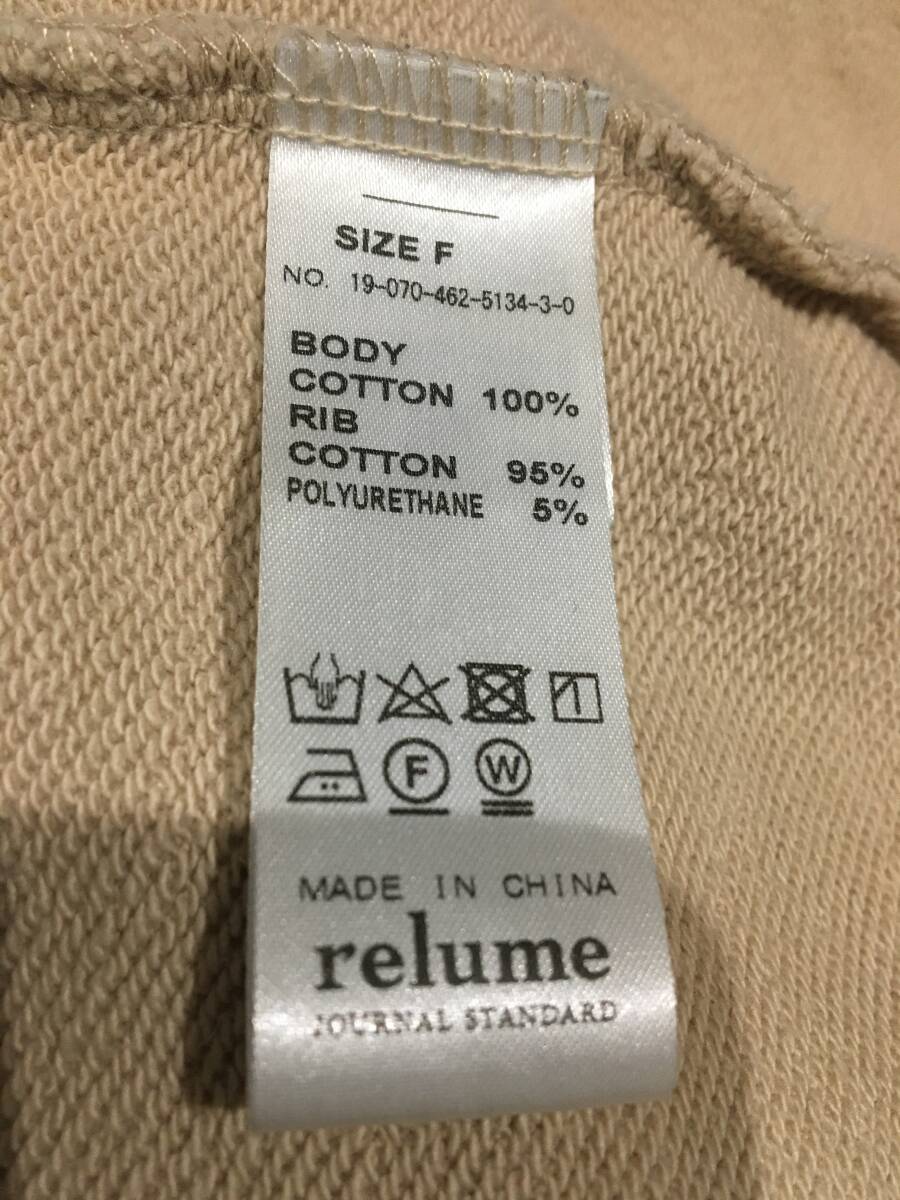 SIZE F
NO. 19-070-462-5134-3-0
BODY
COTTON 100%
RIB
COTTON 95%
POLYURETHANE 5%
F W
MADE IN CHINA
relume
JOURNAL STANDARD